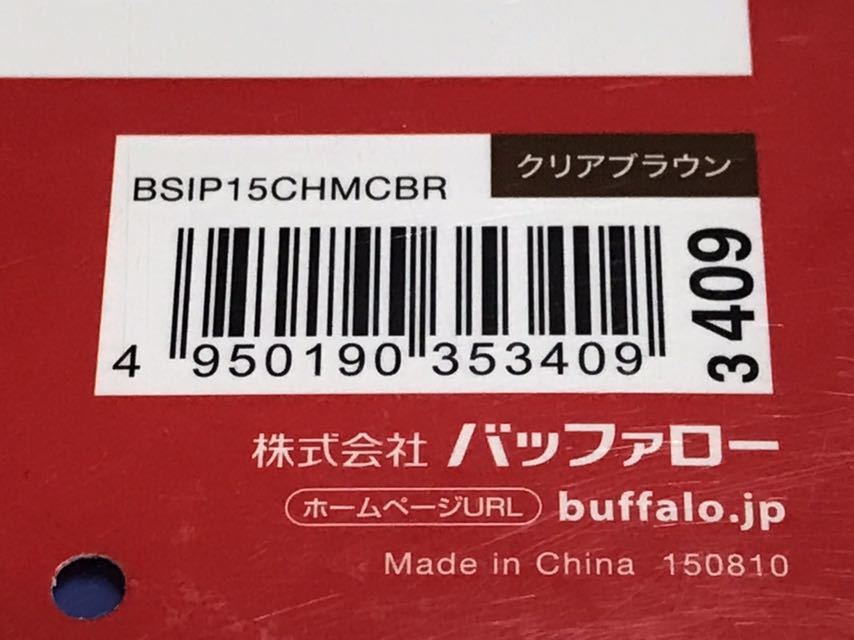 クリアブラウン
BSIP15CHMCBR
3409
4 950190 353409
株式会社 バッファロー
ホームページURL buffalo.jp
Made in China 150810